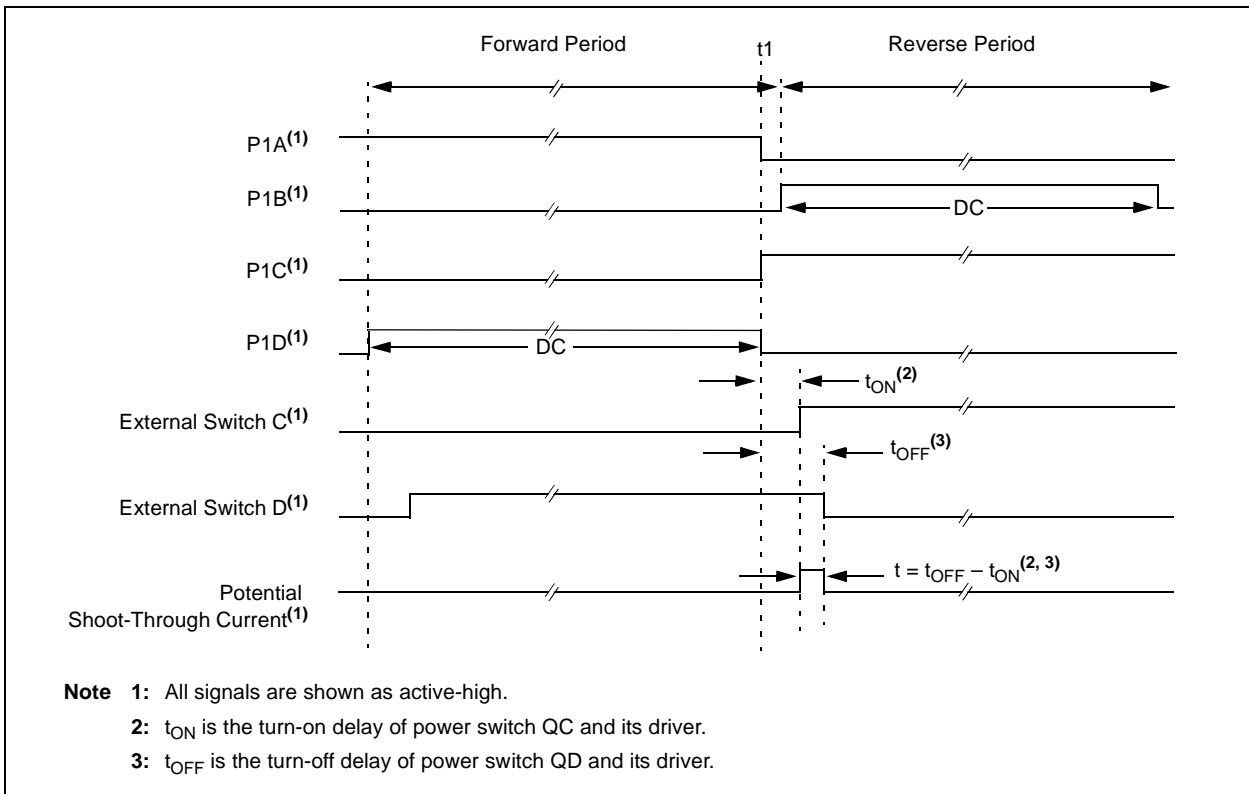 Forward Period
t1
Reverse Period
P1A(1)
P1B(1)
DC
P1C(1)
P1D(1)
DC
tON(2)
External Switch C(1)
tOFF(3)
External Switch D(1)
t = tOFF – tON(2, 3)
Potential
Shoot-Through Current(1)
Note 1: All signals are shown as active-high.
2: tON is the turn-on delay of power switch QC and its driver.
3: tOFF is the turn-off delay of power switch QD and its driver.